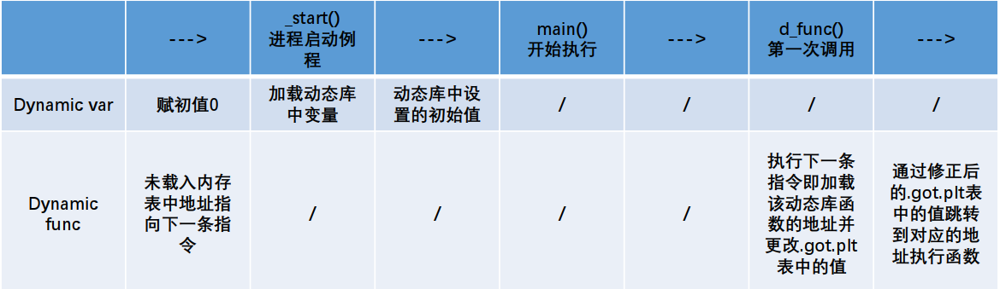 --->
_start()
进程启动例
程
--->
main()
开始执行
--->
d_func()
第一次调用
--->
Dynamic var
赋初值0
加载动态库
中变量
动态库中设
置的初始值
/
/
/
/
Dynamic
func
未载入内存
表中地址指
向下一条指
令
/
/
/
/
执行下一条
指令即加载
该动态库函
数的地址并
更改.got.plt
表中的值
通过修正后
的.got.plt表
中的值跳转
到对应的地
址执行函数